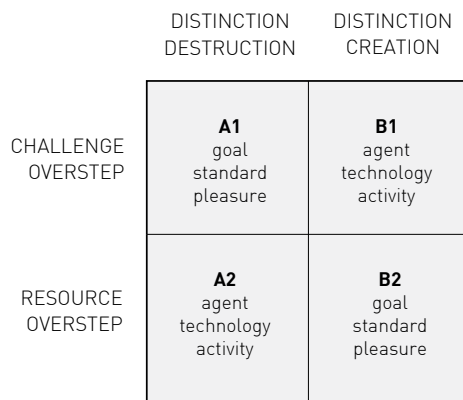 DISTINCTION DESTRUCTION
DISTINCTION CREATION
CHALLENGE OVERSTEP
A1
goal
standard
pleasure
B1
agent
technology
activity
RESOURCE OVERSTEP
A2
agent
technology
activity
B2
goal
standard
pleasure